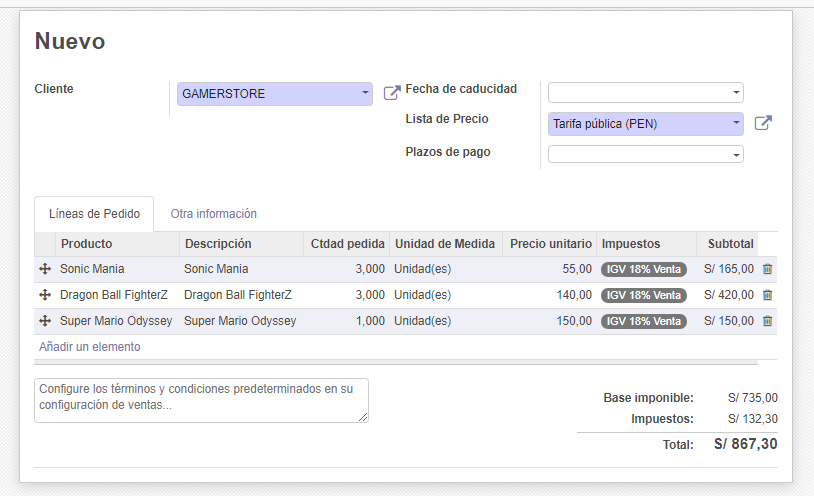 Nuevo
Cliente GAMERSTORE Fecha de caducidad
Lista de Precio Tarifa pública (PEN)
Plazos de pago
Líneas de Pedido Otra información
Producto Descripción Ctdad pedida Unidad de Medida Precio unitario Impuestos Subtotal
Sonic Mania Sonic Mania 3,000 Unidad(es) 55,00 IGV 18% Venta S/ 165,00
Dragon Ball FighterZ Dragon Ball FighterZ 3,000 Unidad(es) 140,00 IGV 18% Venta S/ 420,00
Super Mario Odyssey Super Mario Odyssey 1,000 Unidad(es) 150,00 IGV 18% Venta S/ 150,00
Añadir un elemento
Configure los términos y condiciones predeterminados en su
configuración de ventas...
Base imponible: S/ 735,00
Impuestos: S/ 132,30
Total: S/ 867,30